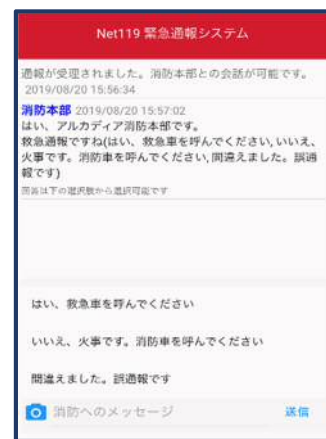 Net119 緊急通報システム
通報が受理されました。消防本部との会話が可能です。
2019/08/20 15:56:34
消防本部 2019/08/20 15:57:02
はい、アルカディア消防本部です。
救急通報ですね(はい、救急車を呼んでください,いいえ、
火事です。消防車を呼んでください,間違えました。誤通
報です)
回答は下の選択肢から選択可能です
はい、救急車を呼んでください
いいえ、火事です。消防車を呼んでください
間違えました。誤通報です
消防へのメッセージ
送信